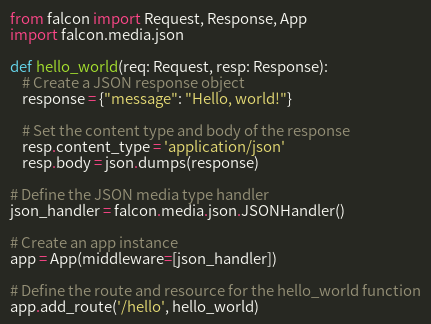 from falcon import Request, Response, App
import falcon.media.json
def hello_world(req: Request, resp: Response):
# Create a JSON response object
response = {"message": "Hello, world!"}
# Set the content type and body of the response
resp.content_type = 'application/json'
resp.body = json.dumps(response)
# Define the JSON media type handler
json_handler = falcon.media.json.JSONHandler()
# Create an app instance
app = App(middleware=[json_handler])
# Define the route and resource for the hello_world function
app.add_route('/hello', hello_world)